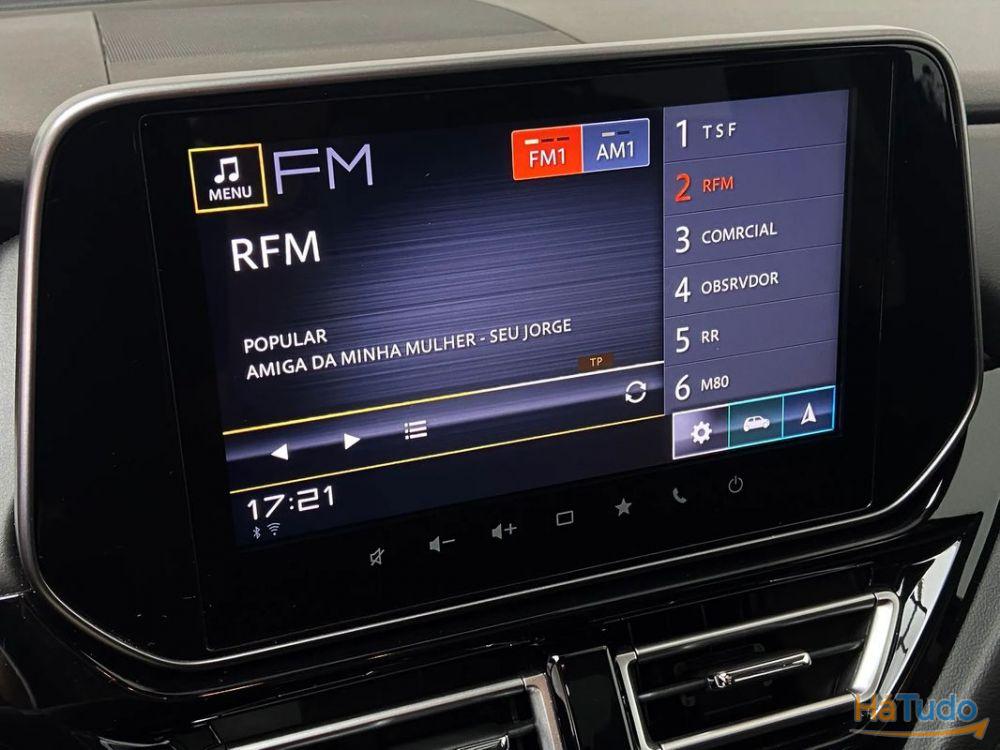 MENU
FM
FM1
AM1
RFM
POPULAR
AMIGA DA MINHA MULHER - SEU JORGE
TP
17:21
1 TSF
2 RFM
3 COMRCIAL
4 OBSRVDOR
5 RR
6 M80
HáTudo